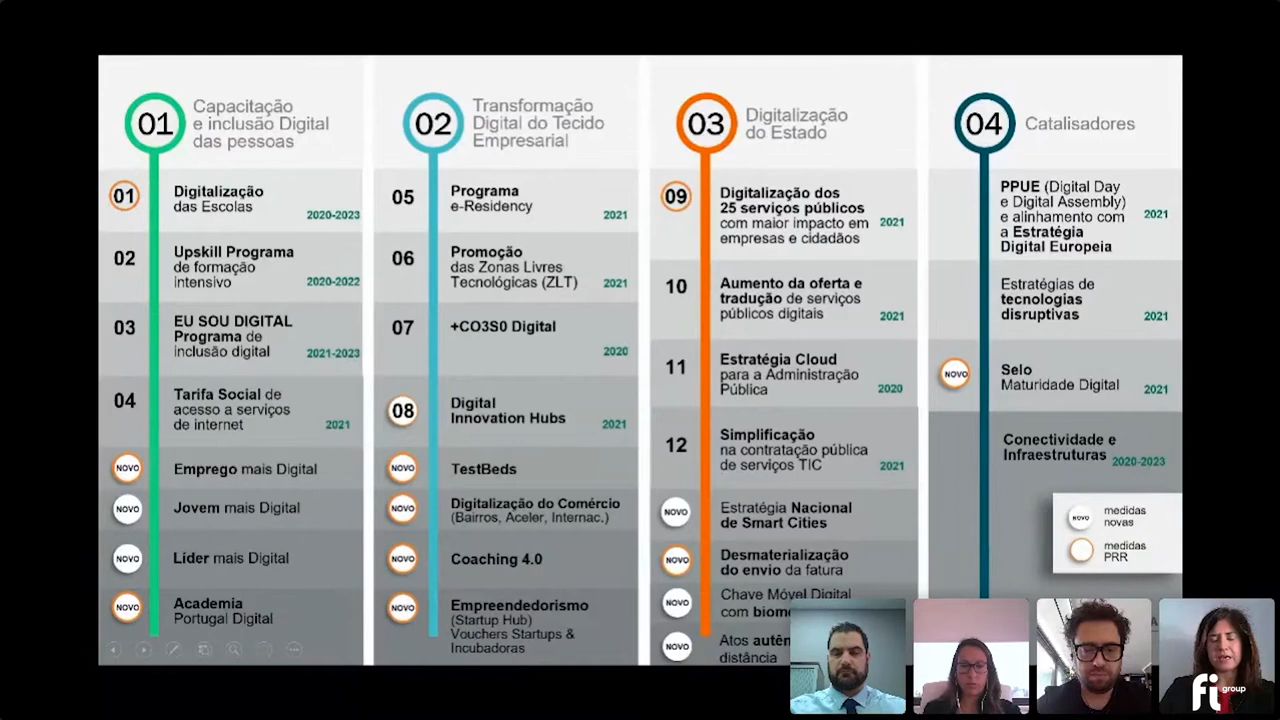 01
Capacitação
e inclusão Digital
das pessoas
01
Digitalização
das Escolas
2020-2023
02
Upskill Programa
de formação
intensivo
2020-2022
03
EU SOU DIGITAL
Programa de
inclusão digital
2021-2023
04
Tarifa Social de
acesso a serviços
de internet
2021
NOVO
Emprego mais Digital
NOVO
Jovem mais Digital
NOVO
Líder mais Digital
NOVO
Academia
Portugal Digital
02
Transformação
Digital do Tecido
Empresarial
05
Programa
e-Residency
2021
06
Promoção
das Zonas Livres
Tecnológicas (ZLT)
2021
07
+CO3S0 Digital
2020
08
Digital
Innovation Hubs
2021
NOVO
TestBeds
NOVO
Digitalização do Comércio
(Bairros, Aceler, Internac.)
NOVO
Coaching 4.0
NOVO
Empreendedorismo
(Startup Hub)
Vouchers Startups &
Incubadoras
03
Digitalização
do Estado
09
Digitalização dos
25 serviços públicos
com maior impacto em
empresas e cidadãos
2021
10
Aumento da oferta e
tradução de serviços
públicos digitais
2021
11
Estratégia Cloud
para a Administração
Pública
2020
12
Simplificação
na contratação pública
de serviços TIC
2021
NOVO
Estratégia Nacional
de Smart Cities
NOVO
Desmaterialização
do envio da fatura
NOVO
Chave Móvel Digital
com
NOVO
Atos
distância
04
Catalisadores
PPUE (Digital Day
e Digital Assembly)
e alinhamento com
a Estratégia
Digital Europeia
2021
Estratégias de
tecnologias
disruptivas
2021
NOVO
Selo
Maturidade Digital
2021
Conectividade e
Infraestruturas
2020-2023
NOVO
medidas
novas
medidas
PRR
fi group